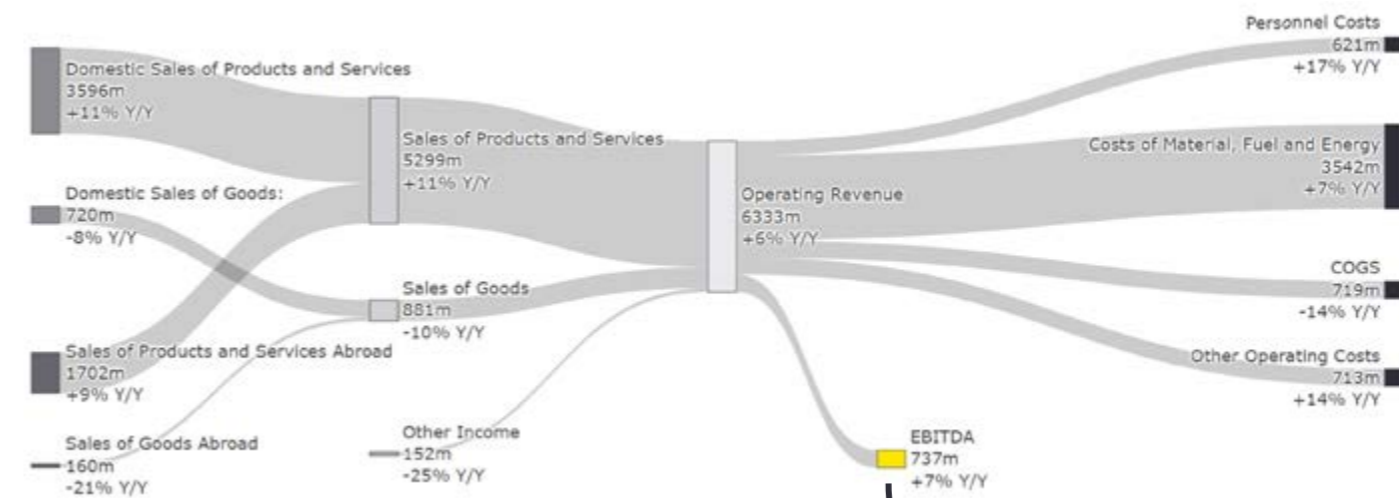 Domestic Sales of Products and Services
3596m
+11% Y/Y
Domestic Sales of Goods:
720m
-8% Y/Y
Sales of Products and Services Abroad
1702m
+9% Y/Y
Sales of Goods Abroad
160m
-21% Y/Y
Sales of Products and Services
5299m
+11% Y/Y
Sales of Goods
881m
-10% Y/Y
Other Income
152m
-25% Y/Y
Operating Revenue
6333m
+6% Y/Y
EBITDA
737m
+7% Y/Y
Personnel Costs
621m
+17% Y/Y
Costs of Material, Fuel and Energy
3542m
+7% Y/Y
COGS
719m
-14% Y/Y
Other Operating Costs
713m
+14% Y/Y